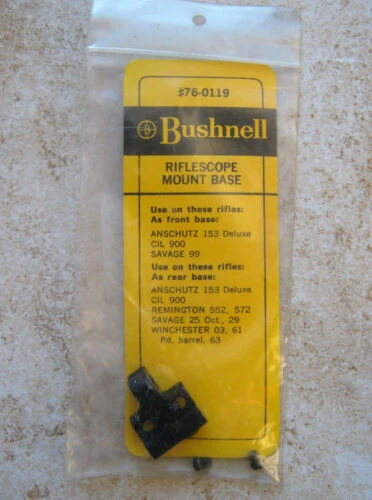 #76-0119
Bushnell
RIFLESCOPE
MOUNT BASE
Use on these rifles:
As front base:
ANSCHUTZ 153 Deluxe
CIL 900
SAVAGE 99
Use on these rifles:
As rear base:
ANSCHUTZ 153 Deluxe
CIL 900
REMINGTON 552, 572
SAVAGE 25 Oct., 29
WINCHESTER 03, 61
Rd. barrel, 63